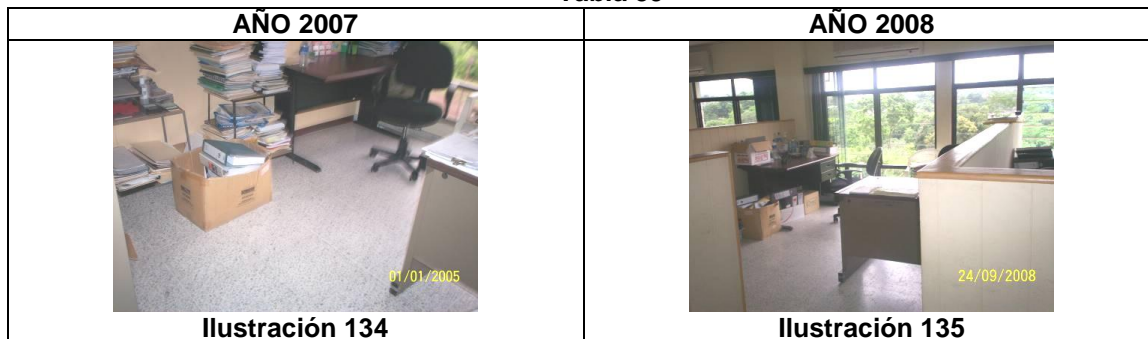 AÑO 2007
AÑO 2008
01/01/2005
24/09/2008
Ilustración 134
Ilustración 135